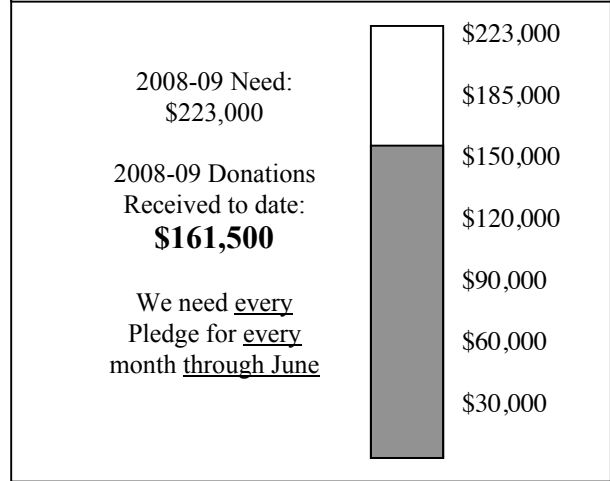 2008-09 Need:
$223,000
2008-09 Donations
Received to date:
$161,500
We need every
Pledge for every
month through June
$223,000
$185,000
$150,000
$120,000
$90,000
$60,000
$30,000